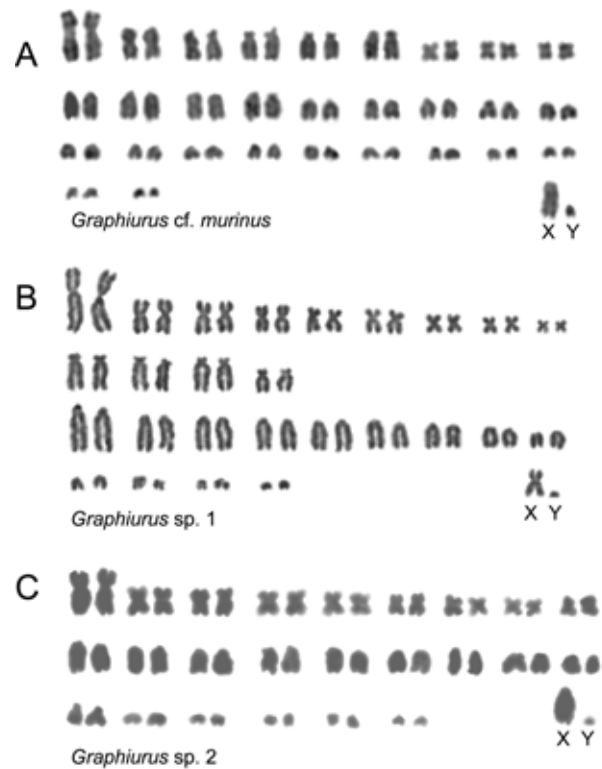 A
Graphiurus cf. murinus
X Y
B
Graphiurus sp. 1
X Y
C
Graphiurus sp. 2
X Y